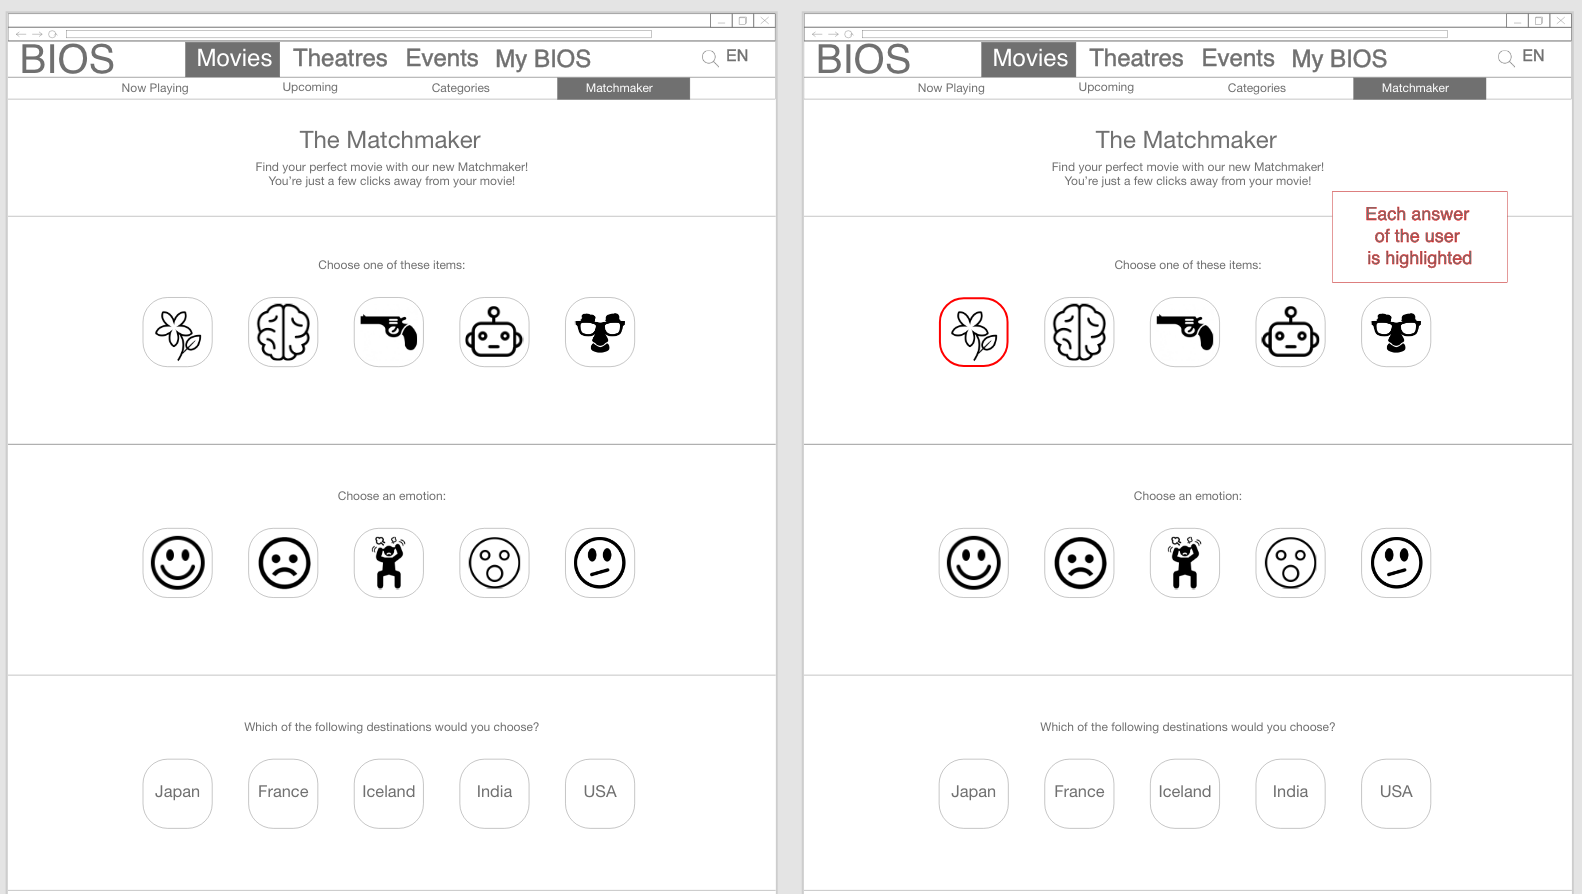 BIOS
Movies Theatres Events My BIOS EN
Now Playing Upcoming Categories Matchmaker
The Matchmaker
Find your perfect movie with our new Matchmaker!
You're just a few clicks away from your movie!
Choose one of these items:
Choose an emotion:
Which of the following destinations would you choose?
Japan France Iceland India USA
BIOS
Movies Theatres Events My BIOS EN
Now Playing Upcoming Categories Matchmaker
The Matchmaker
Find your perfect movie with our new Matchmaker!
You're just a few clicks away from your movie!
Each answer
of the user
is highlighted
Choose one of these items:
Choose an emotion:
Which of the following destinations would you choose?
Japan France Iceland India USA